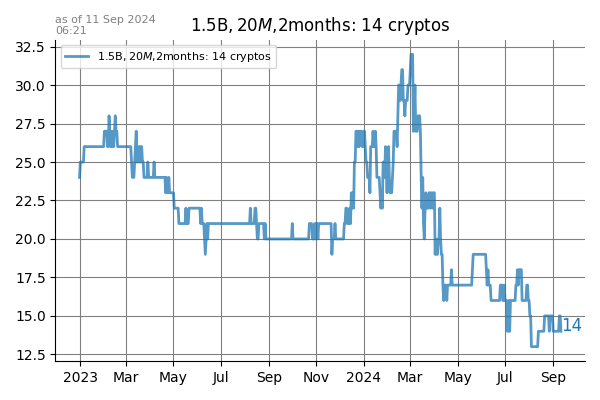 as of 11 Sep 2024
06:21
1.5B, 20M,2months: 14 cryptos
1.5B, 20M,2months: 14 cryptos
32.5
30.0
27.5
25.0
22.5
20.0
17.5
15.0
12.5
14
2023 Mar May Jul Sep Nov 2024 Mar May Jul Sep